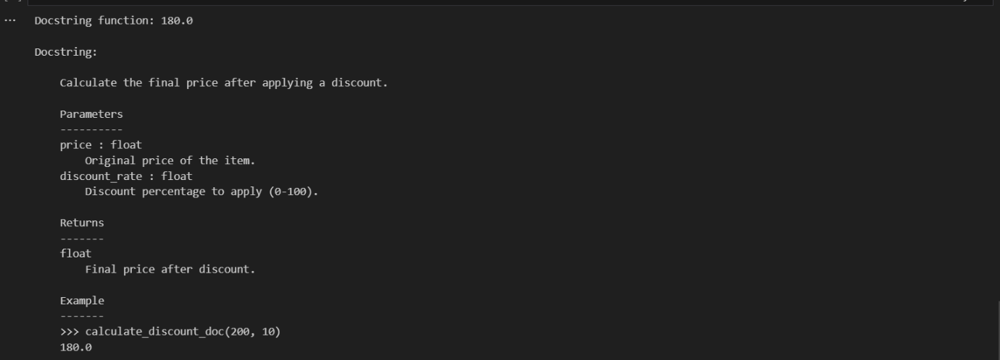 Docstring function: 180.0
Docstring:
Calculate the final price after applying a discount.
Parameters
----------
price : float
Original price of the item.
discount_rate : float
Discount percentage to apply (0-100).
Returns
-------
float
Final price after discount.
Example
-------
>>> calculate_discount_doc(200, 10)
180.0